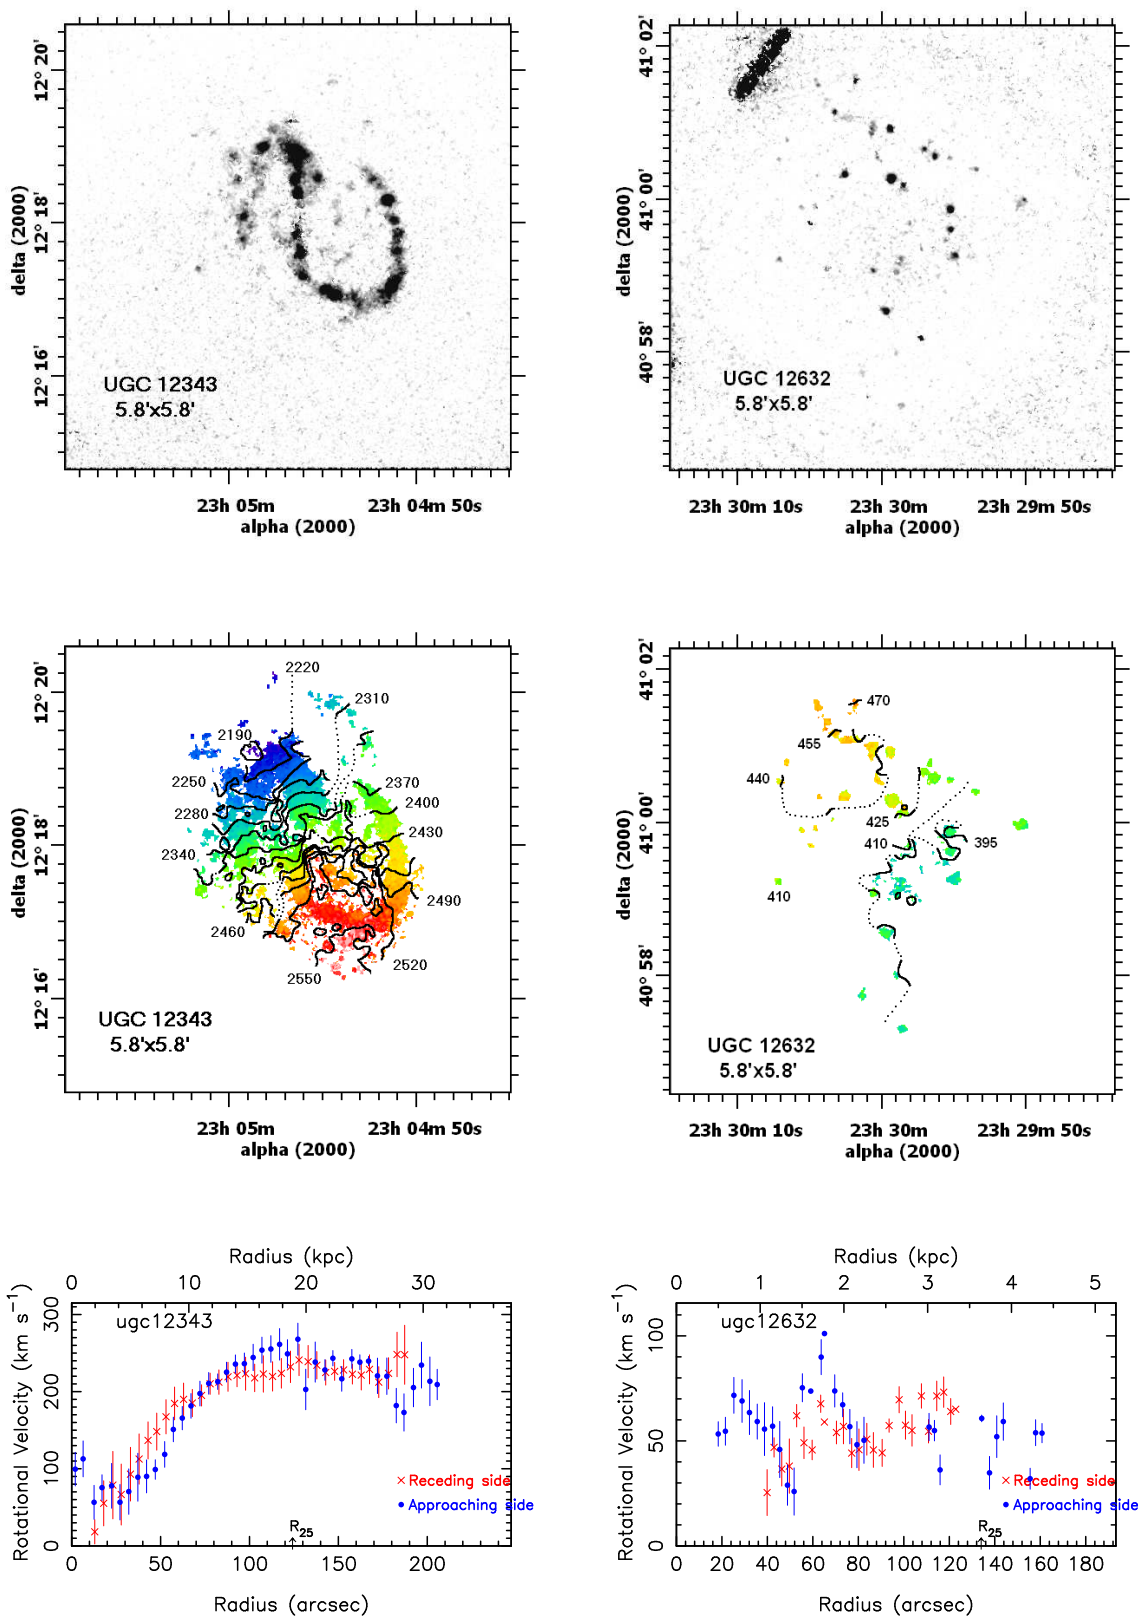 12° 20'
12° 18'
12° 16'
delta (2000)
UGC 12343
5.8'x5.8'
23h 05m
23h 04m 50s
alpha (2000)
41° 02'
41° 00'
40° 58'
delta (2000)
UGC 12632
5.8'x5.8'
23h 30m 10s
23h 30m
23h 29m 50s
alpha (2000)
12° 20'
12° 18'
12° 16'
delta (2000)
2220
2310
2190
2250
2370
2280
2400
2430
2340
2490
2460
2520
2550
UGC 12343
5.8'x5.8'
23h 05m
23h 04m 50s
alpha (2000)
41° 02'
41° 00'
40° 58'
delta (2000)
470
455
440
425
410
395
410
UGC 12632
5.8'x5.8'
23h 30m 10s
23h 30m
23h 29m 50s
alpha (2000)
Radius (kpc)
0 10 20 30
Rotational Velocity (km s⁻¹)
0 100 200 300
ugc12343
× Receding side
• Approaching side
R₂₅
0 50 100 150 200
Radius (arcsec)
Radius (kpc)
0 1 2 3 4 5
Rotational Velocity (km s⁻¹)
0 50 100
ugc12632
× Receding side
• Approaching side
R₂₅
0 20 40 60 80 100 120 140 160 180
Radius (arcsec)